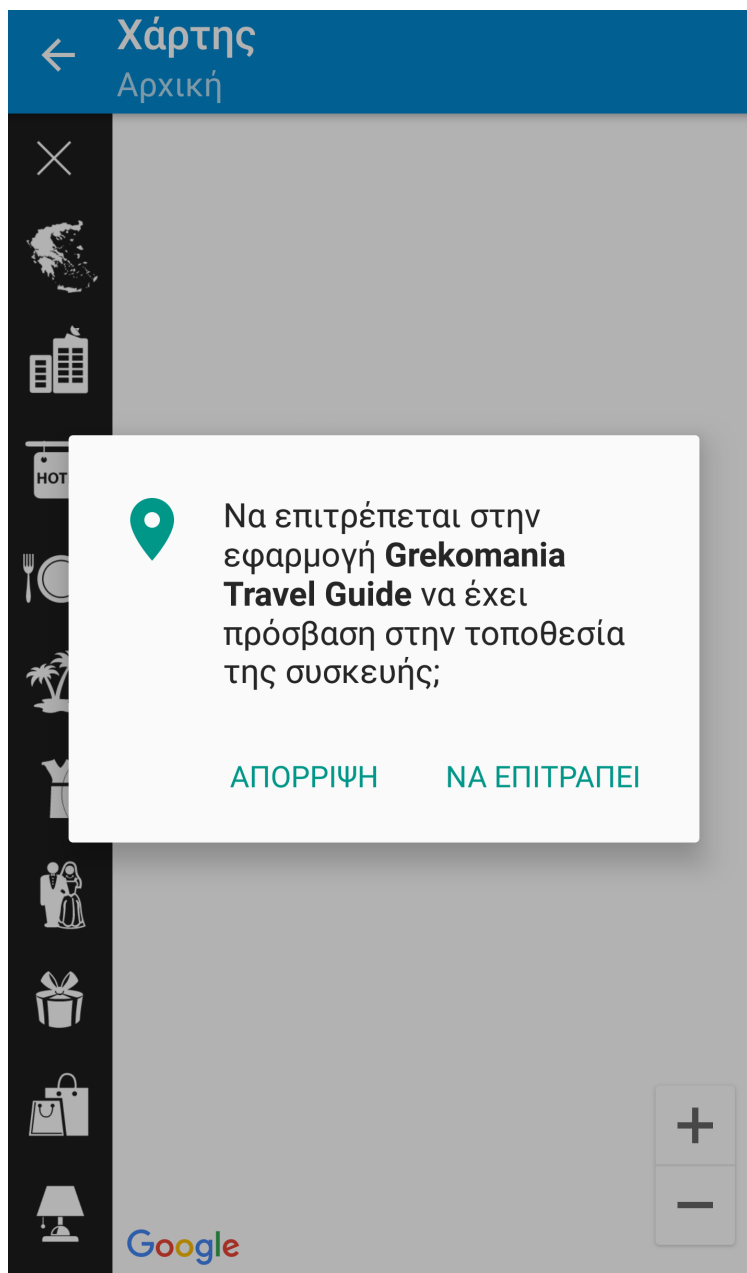 Χάρτης
Αρχική
HOT
Να επιτρέπεται στην
εφαρμογή Grekomania
Travel Guide να έχει
πρόσβαση στην τοποθεσία
της συσκευής;
ΑΠΟΡΡΙΨΗ ΝΑ ΕΠΙΤΡΑΠΕΙ
Google